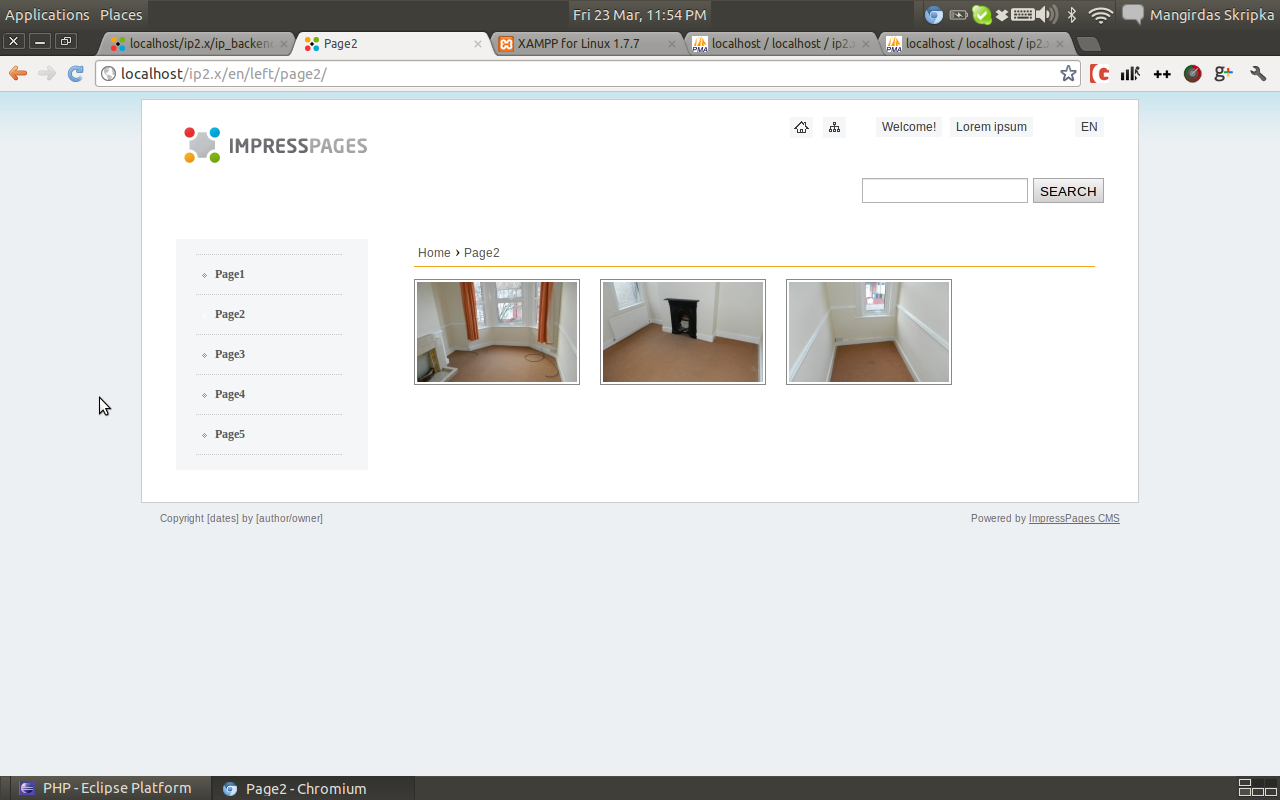 Applications Places Fri 23 Mar, 11:54 PM Mangirdas Skripka
localhost/ip2.x/ip_backen Page2 XAMPP for Linux 1.7.7 localhost / localhost / ip2. localhost / localhost / ip2.
localhost/ip2.x/en/left/page2/
IMPRESSPAGES
Welcome! Lorem ipsum EN
SEARCH
Home › Page2
Page1
Page2
Page3
Page4
Page5
Copyright [dates] by [author/owner] Powered by ImpressPages CMS
PHP - Eclipse Platform Page2 - Chromium